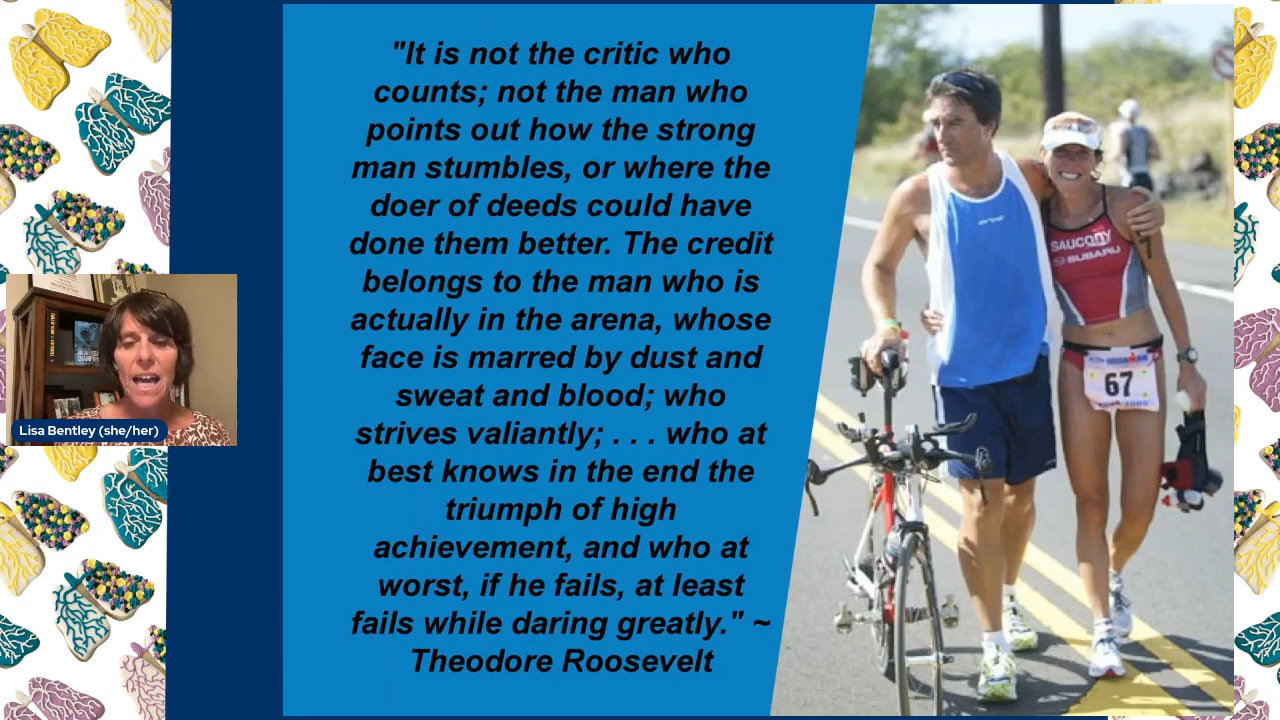 "It is not the critic who
counts; not the man who
points out how the strong
man stumbles, or where the
doer of deeds could have
done them better. The credit
belongs to the man who is
actually in the arena, whose
face is marred by dust and
sweat and blood; who
strives valiantly; . . . who at
best knows in the end the
triumph of high
achievement, and who at
worst, if he fails, at least
fails while daring greatly." ~
Theodore Roosevelt
Lisa Bentley (she/her)
SAUCONY
SUBARU
IRONMAN
67